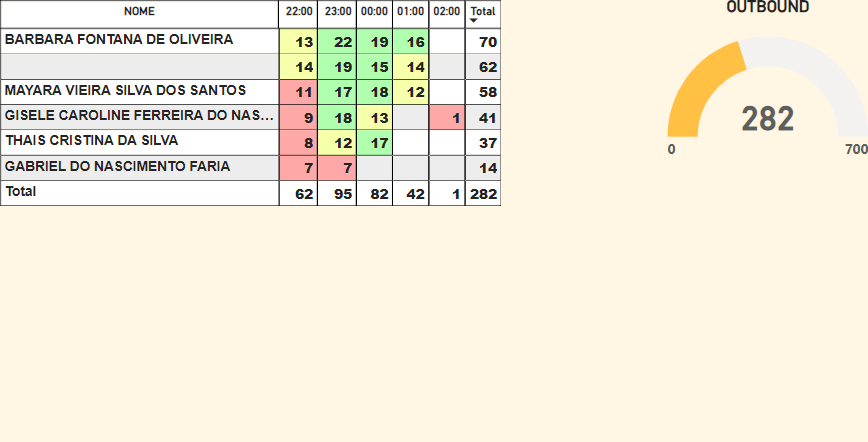 NOME 22:00 23:00 00:00 01:00 02:00 Total
BARBARA FONTANA DE OLIVEIRA 13 22 19 16 70
14 19 15 14 62
MAYARA VIEIRA SILVA DOS SANTOS 11 17 18 12 58
GISELE CAROLINE FERREIRA DO NAS... 9 18 13 1 41
THAIS CRISTINA DA SILVA 8 12 17 37
GABRIEL DO NASCIMENTO FARIA 7 7 14
Total 62 95 82 42 1 282
OUTBOUND
282
0 700